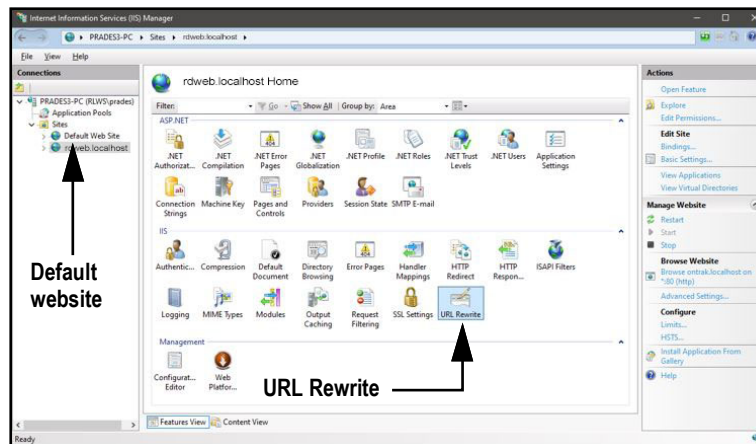 Internet Information Services (IIS) Manager
PRADES3-PC ▸ Sites ▸ rdweb.localhost ▸
File View Help
Connections
PRADES3-PC (RLWS\prades)
Application Pools
Sites
Default Web Site
rdweb.localhost
Default
website
rdweb.localhost Home
Filter: Go Show All Group by: Area
ASP.NET
.NET Authorizat...
.NET Compilation
.NET Error Pages
.NET Globalization
.NET Profile
.NET Roles
.NET Trust Levels
.NET Users
Application Settings
Connection Strings
Machine Key
Pages and Controls
Providers
Session State
SMTP E-mail
IIS
Authentic...
Compression
Default Document
Directory Browsing
Error Pages
Handler Mappings
HTTP Redirect
HTTP Respon...
ISAPI Filters
Logging
MIME Types
Modules
Output Caching
Request Filtering
SSL Settings
URL Rewrite
Management
Configurat... Editor
Web Platfor...
URL Rewrite
Features View Content View
Actions
Open Feature
Explore
Edit Permissions...
Edit Site
Bindings...
Basic Settings...
View Applications
View Virtual Directories
Manage Website
Restart
Start
Stop
Browse Website
Browse ontrak.localhost on
*:80 (http)
Advanced Settings...
Configure
Limits...
HSTS...
Install Application From
Gallery
Help
Ready